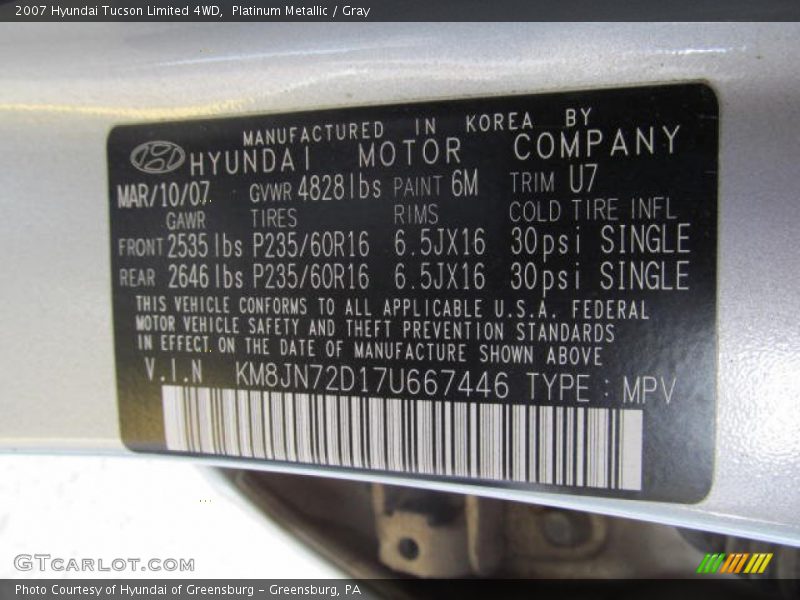 2007 Hyundai Tucson Limited 4WD, Platinum Metallic / Gray
MANUFACTURED IN KOREA BY
HYUNDAI MOTOR COMPANY
MAR/10/07 GVWR 4828lbs PAINT 6M TRIM U7
GAWR TIRES RIMS COLD TIRE INFL
FRONT 2535 lbs P235/60R16 6.5JX16 30psi SINGLE
REAR 2646 lbs P235/60R16 6.5JX16 30psi SINGLE
THIS VEHICLE CONFORMS TO ALL APPLICABLE U.S.A. FEDERAL
MOTOR VEHICLE SAFETY AND THEFT PREVENTION STANDARDS
IN EFFECT ON THE DATE OF MANUFACTURE SHOWN ABOVE
V.I.N KM8JN72D17U667446 TYPE : MPV
GTCARLOT.COM
Photo Courtesy of Hyundai of Greensburg - Greensburg, PA